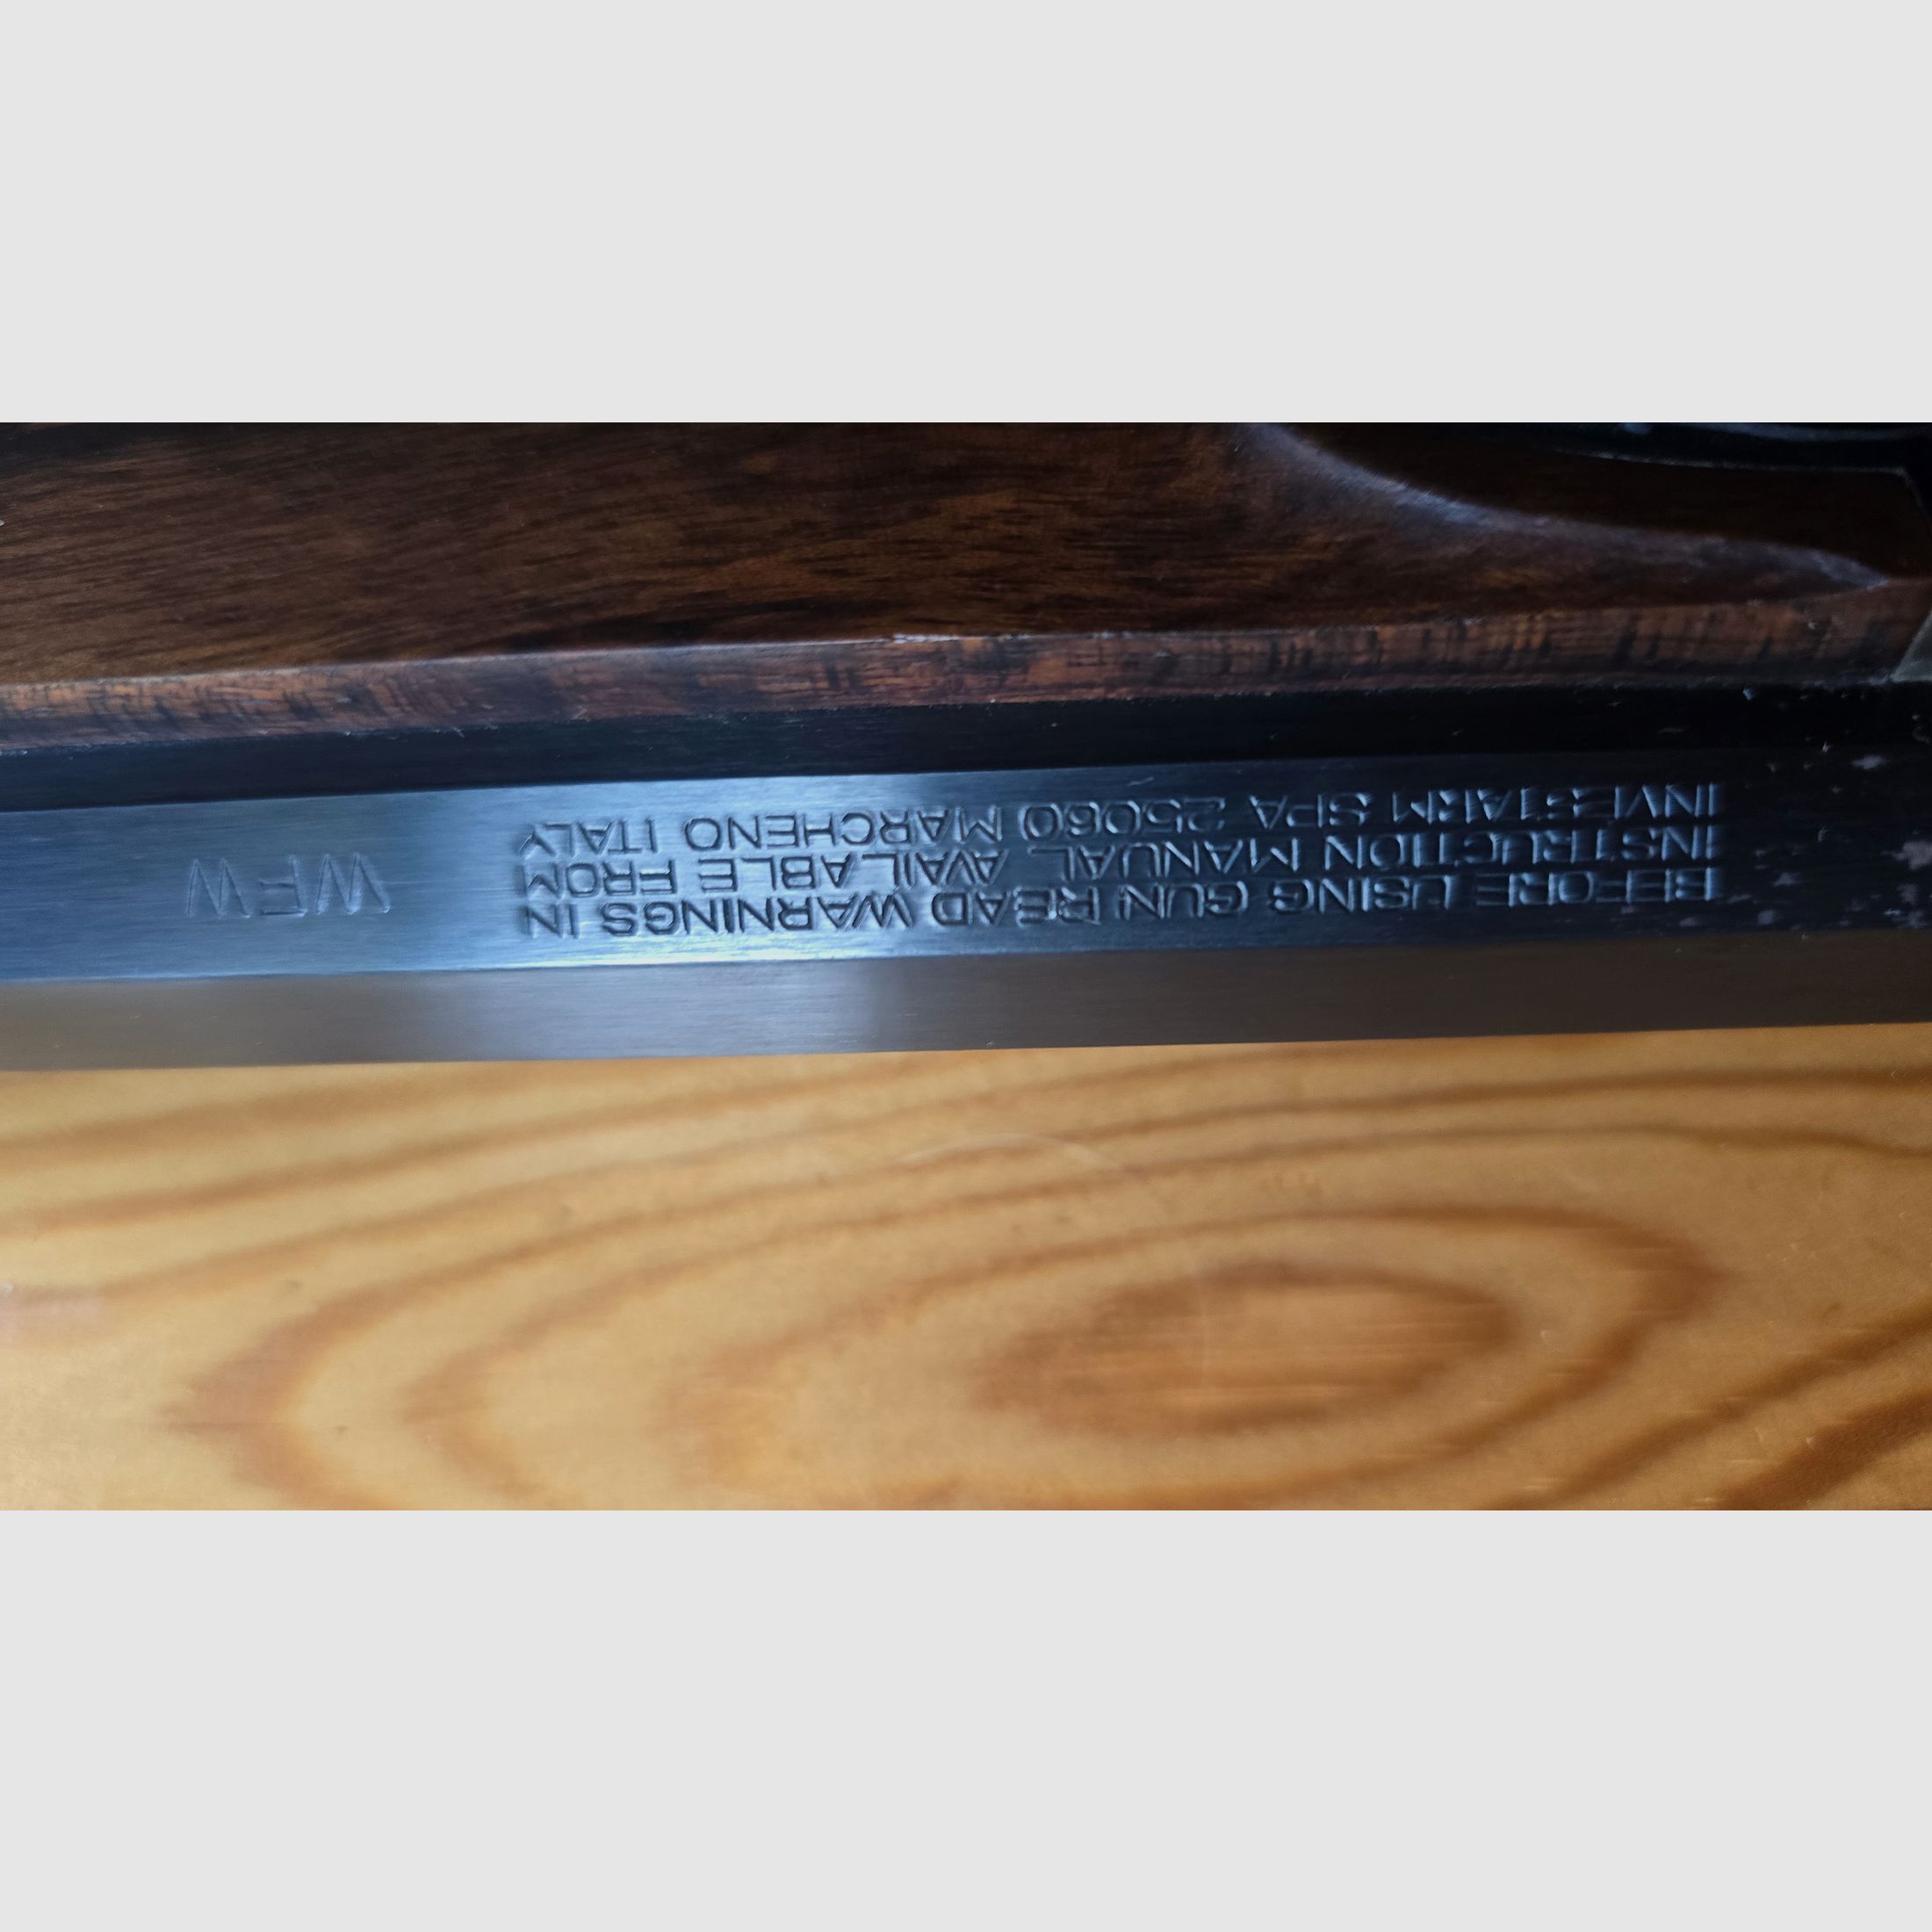 BEFORE USING GUN READ WARNINGS IN
INSTRUCTION MANUAL AVAILABLE FROM
INVESTARM SPA 25060 MARCHENO ITALY
WFW